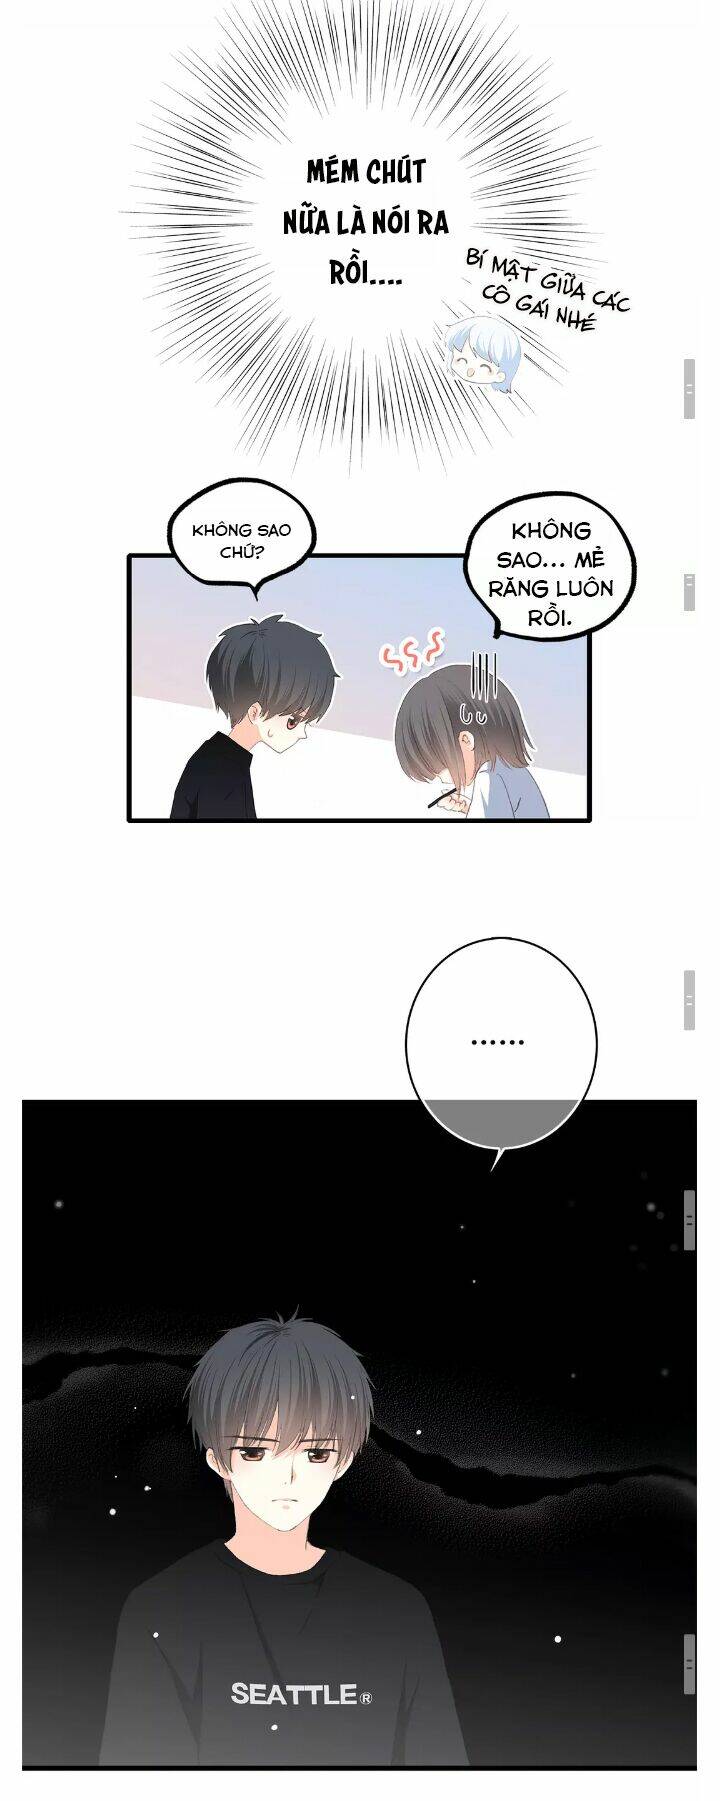 MÉM CHÚT
NỮA LÀ NÓI RA
RỒI....
BÍ MẬT GIỮA CÁC
CÔ GÁI NHÉ
KHÔNG SAO
CHỨ?
KHÔNG
SAO... MẺ
RĂNG LUÔN
RỒI.
......
SEATTLE®